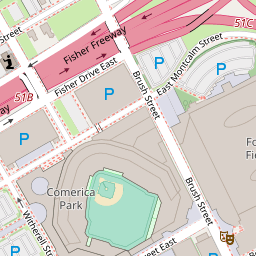 Fisher Freeway
51C
Fisher Drive East
51B
P
P
P
East Montcalm Street
Brush Street
P
Comerica
Park
Fo
Fi
Brush Street
Witherell Street
P
P
Street East